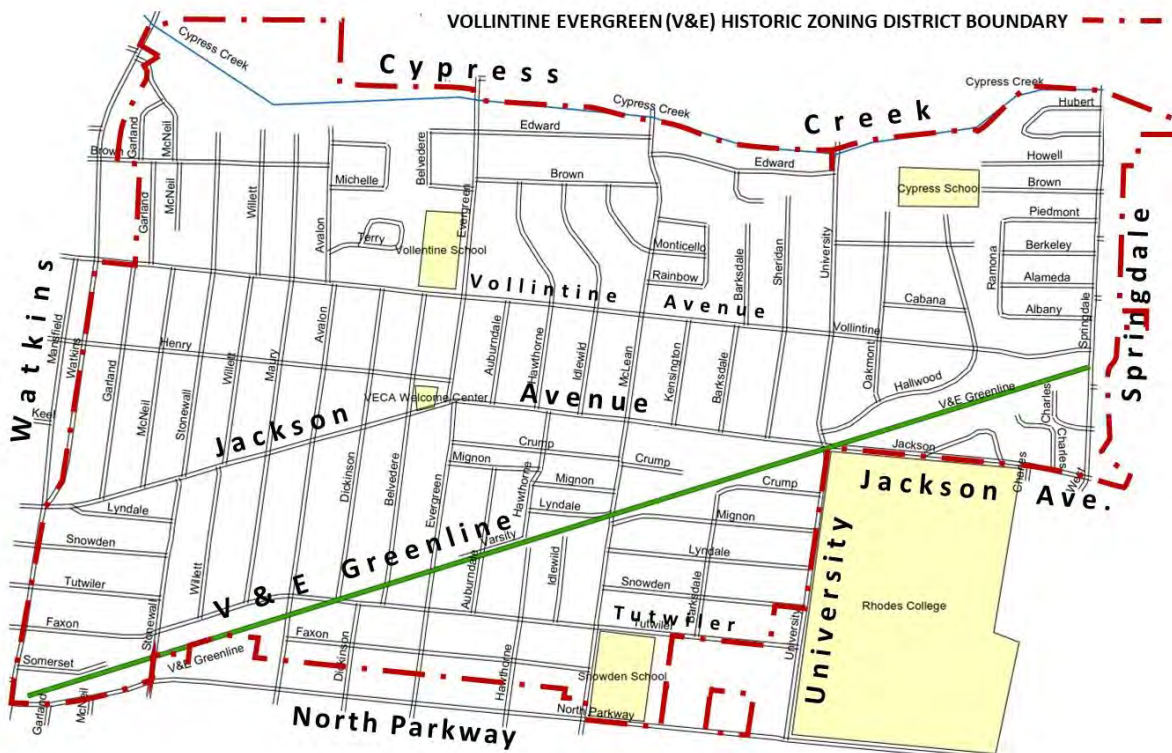 VOLLINTINE EVERGREEN (V&E) HISTORIC ZONING DISTRICT BOUNDARY
Cypress Creek
Cypress
Cypress Creek
Creek
Cypress Creek
Hubert
Garland
McNeil
Edward
Edward
Howell
Brown
Brown
Brown
Michelle
Belvedere
Cypress School
Piedmont
Garland
McNeil
Willett
Avalon
Terry
Vollintine School
Evergreen
Monticello
Rainbow
Barksdale
Sheridan
University
Ramona
Berkeley
Alameda
Albany
Cabana
Springdale
Springdale
Vollintine Avenue
Vollintine
Watkins
Mansfield
Watkins
Henry
Garland
McNeil
Stonewall
Willett
Maury
Avalon
Auburndale
Hawthorne
Idlewild
McLean
Kensington
Barksdale
Oakmont
Hallwood
V&E Greenline
Charles
Charles
Keel
VECA Welcome Center
Jackson
Avenue
Jackson
Charles
West
Jackson Ave.
Crump
Crump
Crump
Mignon
Mignon
Mignon
Dickinson
Belvedere
Evergreen
Hawthorne
Lyndale
Lyndale
Lyndale
Snowden
Snowden
Varsity
V & E Greenline
Tutwiler
Willett
Auburndale
Idlewild
Barksdale
Tutwiler
Tutwiler
University
University
Rhodes College
Faxon
Faxon
Stonewall
Somerset
V&E Greenline
Dickinson
Hawthorne
Snowden School
Garland
McNeil
North Parkway
North Parkway